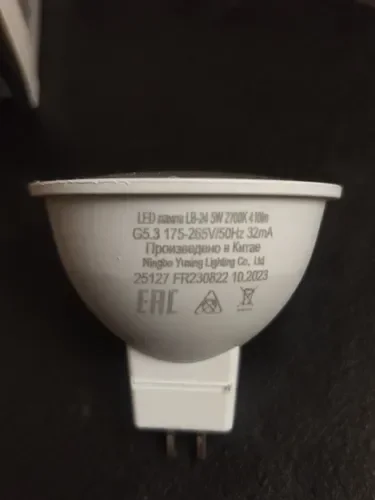 LED лампа LB-24 5W 2700K 410lm
G5.3 175-265V/50Hz 32mA
Произведено в Китае
Ningbo Yusing Lighting Co., Ltd
25127 FR230822 10.2023
EAC